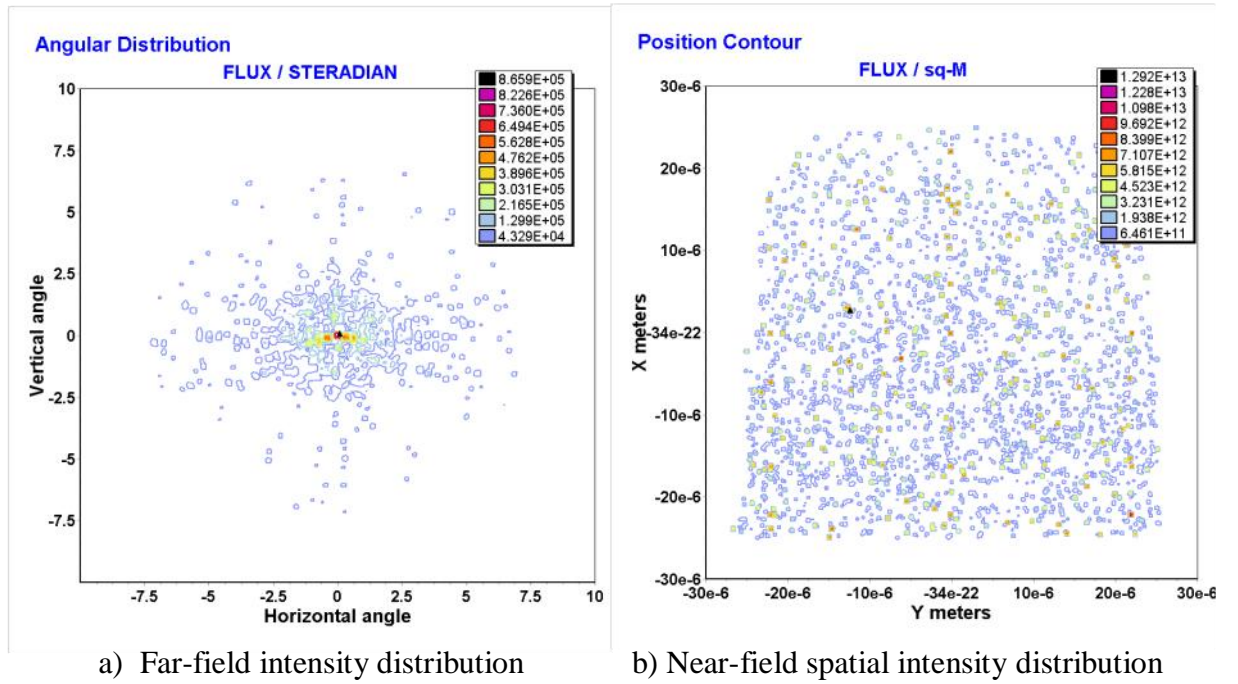 Angular Distribution
FLUX / STERADIAN
8.659E+05
8.226E+05
7.360E+05
6.494E+05
5.628E+05
4.762E+05
3.896E+05
3.031E+05
2.165E+05
1.299E+05
4.329E+04
10
7.5
5
2.5
0
-2.5
-5
-7.5
Vertical angle
-7.5 -5 -2.5 0 2.5 5 7.5 10
Horizontal angle
a) Far-field intensity distribution
Position Contour
FLUX / sq-M
1.292E+13
1.228E+13
1.098E+13
9.692E+12
8.399E+12
7.107E+12
5.815E+12
4.523E+12
3.231E+12
1.938E+12
6.461E+11
30e-6
20e-6
10e-6
-34e-22
-10e-6
-20e-6
-30e-6
X meters
-30e-6 -20e-6 -10e-6 -34e-22 10e-6 20e-6 30e-6
Y meters
b) Near-field spatial intensity distribution